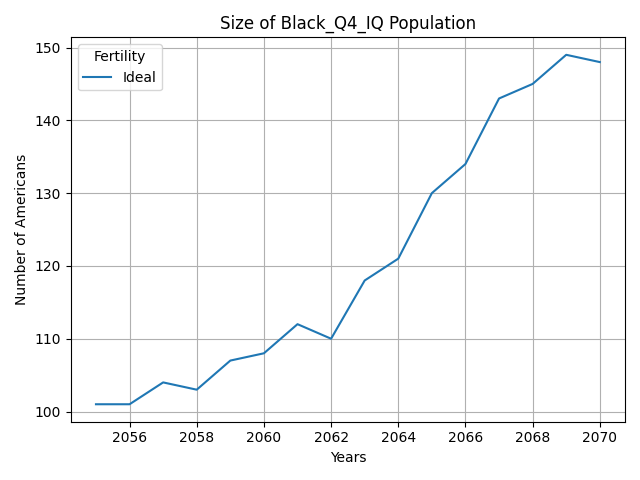 Size of Black_Q4_IQ Population
Fertility
Ideal
150
140
130
120
110
100
Number of Americans
2056
2058
2060
2062
2064
2066
2068
2070
Years